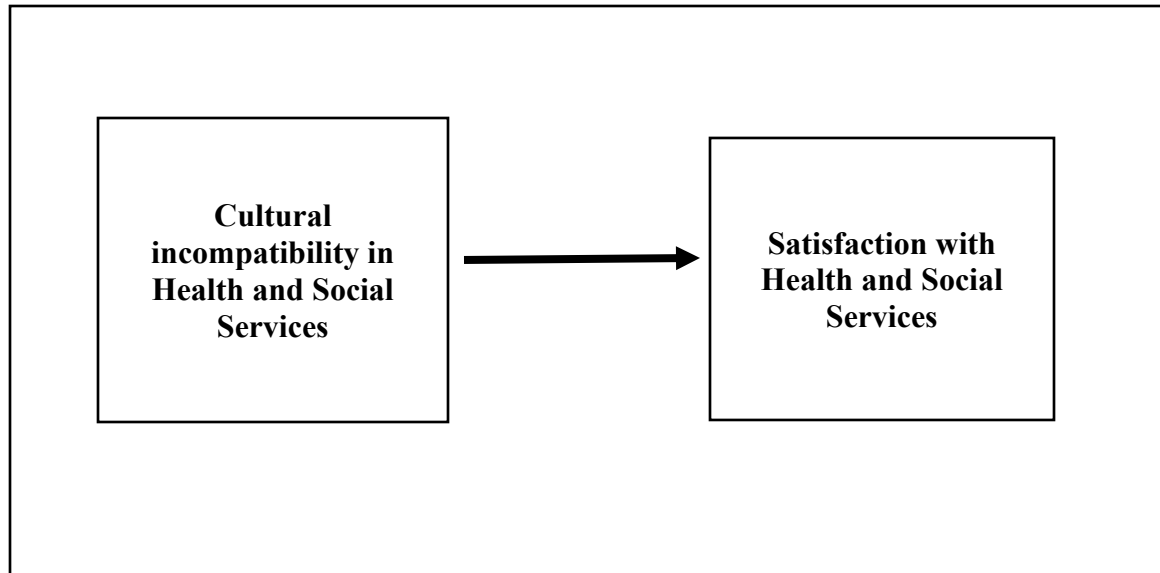 Cultural
incompatibility in
Health and Social
Services
Satisfaction with
Health and Social
Services